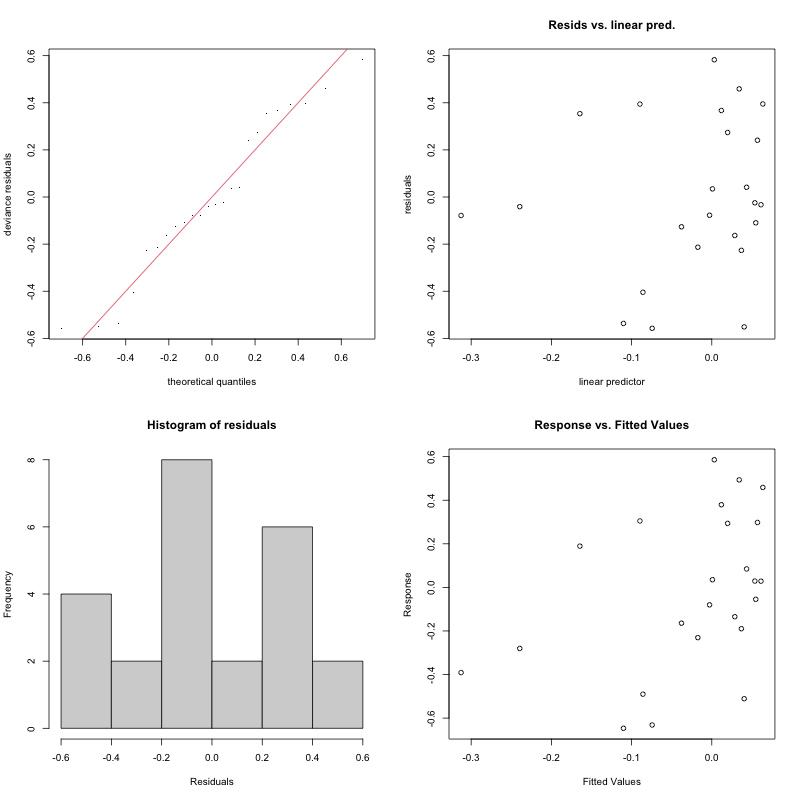 0.6
0.4
0.2
0.0
-0.2
-0.4
-0.6
deviance residuals
-0.6 -0.4 -0.2 0.0 0.2 0.4 0.6
theoretical quantiles
Resids vs. linear pred.
0.6
0.4
0.2
0.0
-0.2
-0.4
-0.6
residuals
-0.3 -0.2 -0.1 0.0
linear predictor
Histogram of residuals
8
6
4
2
0
Frequency
-0.6 -0.4 -0.2 0.0 0.2 0.4 0.6
Residuals
Response vs. Fitted Values
0.6
0.4
0.2
0.0
-0.2
-0.4
-0.6
Response
-0.3 -0.2 -0.1 0.0
Fitted Values